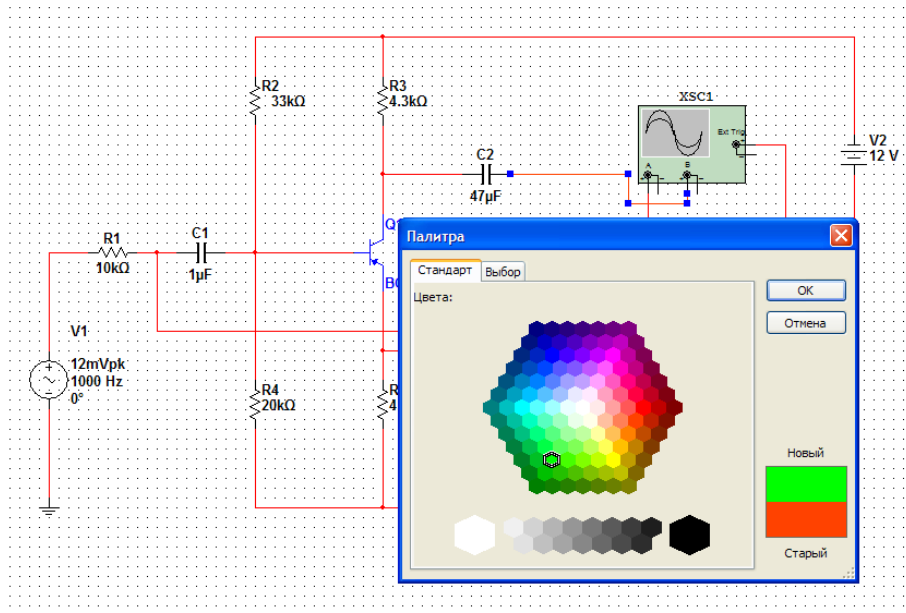 R2
33kΩ
R3
4.3kΩ
XSC1
Ext Trig
A
B
V2
12 V
C2
47µF
R1
10kΩ
C1
1µF
V1
12mVpk
1000 Hz
0°
R4
20kΩ
Палитра
Стандарт
Выбор
Цвета:
OK
Отмена
Новый
Старый